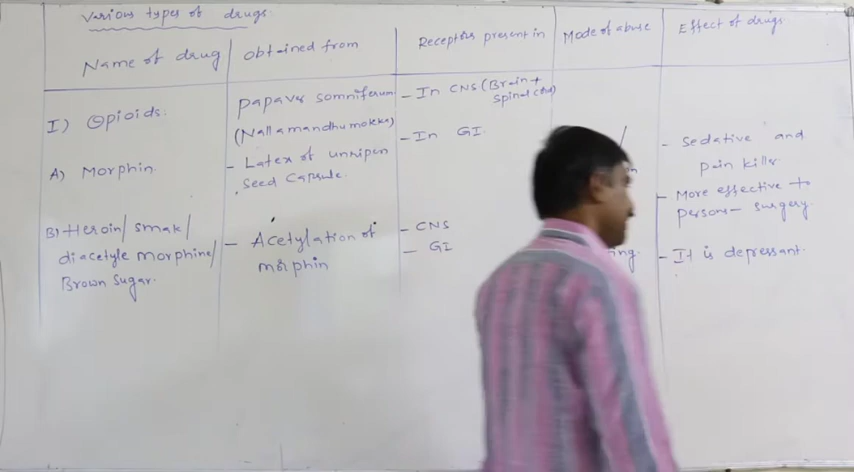 Various types of drugs
Name of drug
obtained from
Receptors present in
Mode of abuse
Effect of drugs
I) Opioids.
papaver somniferum
(Nallamandhumokka)
- In CNS (Brain +
spinal cord)
- In GI.
A) Morphin
- Latex of unripen
seed capsule.
- Sedative and
pain killer
- More effective to
person- surgery
B) Heroin/ smak/
diacetyle morphine/
Brown sugar.
- Acetylation of
morphin
- CNS
- GI
- It is depressant.